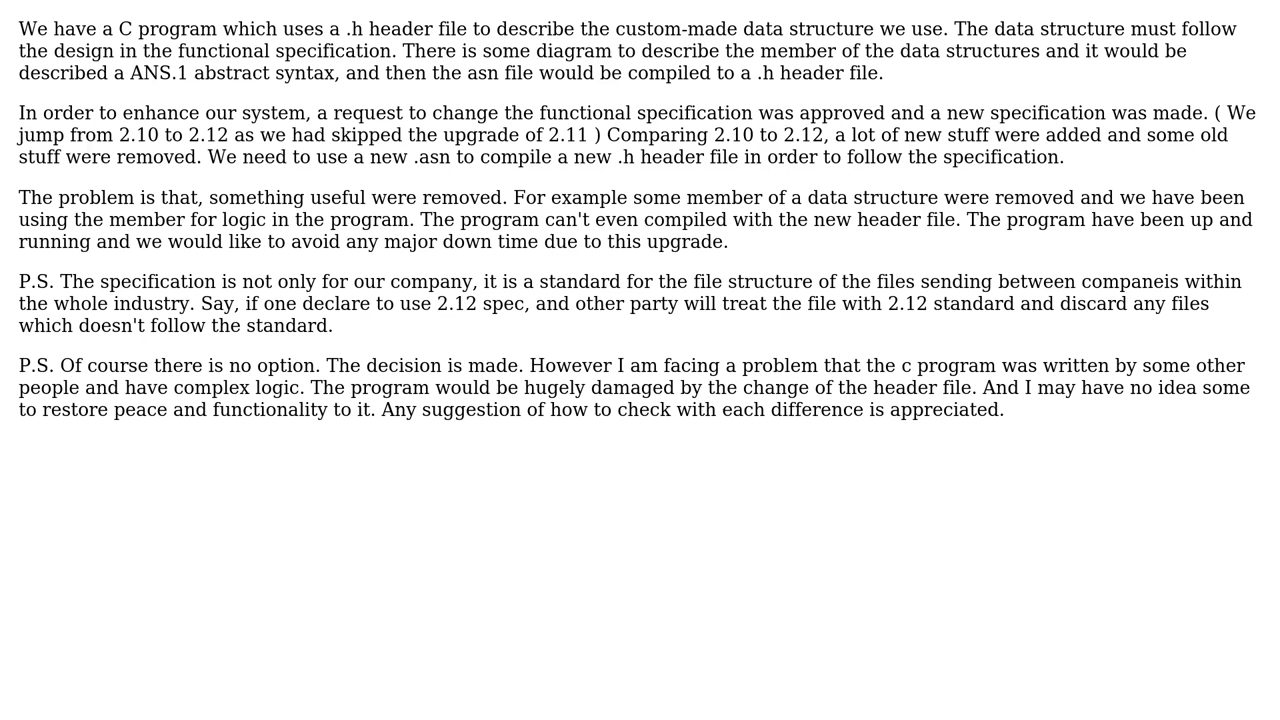 We have a C program which uses a .h header file to describe the custom-made data structure we use. The data structure must follow
the design in the functional specification. There is some diagram to describe the member of the data structures and it would be
described a ANS.1 abstract syntax, and then the asn file would be compiled to a .h header file.
In order to enhance our system, a request to change the functional specification was approved and a new specification was made. ( We
jump from 2.10 to 2.12 as we had skipped the upgrade of 2.11 ) Comparing 2.10 to 2.12, a lot of new stuff were added and some old
stuff were removed. We need to use a new .asn to compile a new .h header file in order to follow the specification.
The problem is that, something useful were removed. For example some member of a data structure were removed and we have been
using the member for logic in the program. The program can't even compiled with the new header file. The program have been up and
running and we would like to avoid any major down time due to this upgrade.
P.S. The specification is not only for our company, it is a standard for the file structure of the files sending between companeis within
the whole industry. Say, if one declare to use 2.12 spec, and other party will treat the file with 2.12 standard and discard any files
which doesn't follow the standard.
P.S. Of course there is no option. The decision is made. However I am facing a problem that the c program was written by some other
people and have complex logic. The program would be hugely damaged by the change of the header file. And I may have no idea some
to restore peace and functionality to it. Any suggestion of how to check with each difference is appreciated.